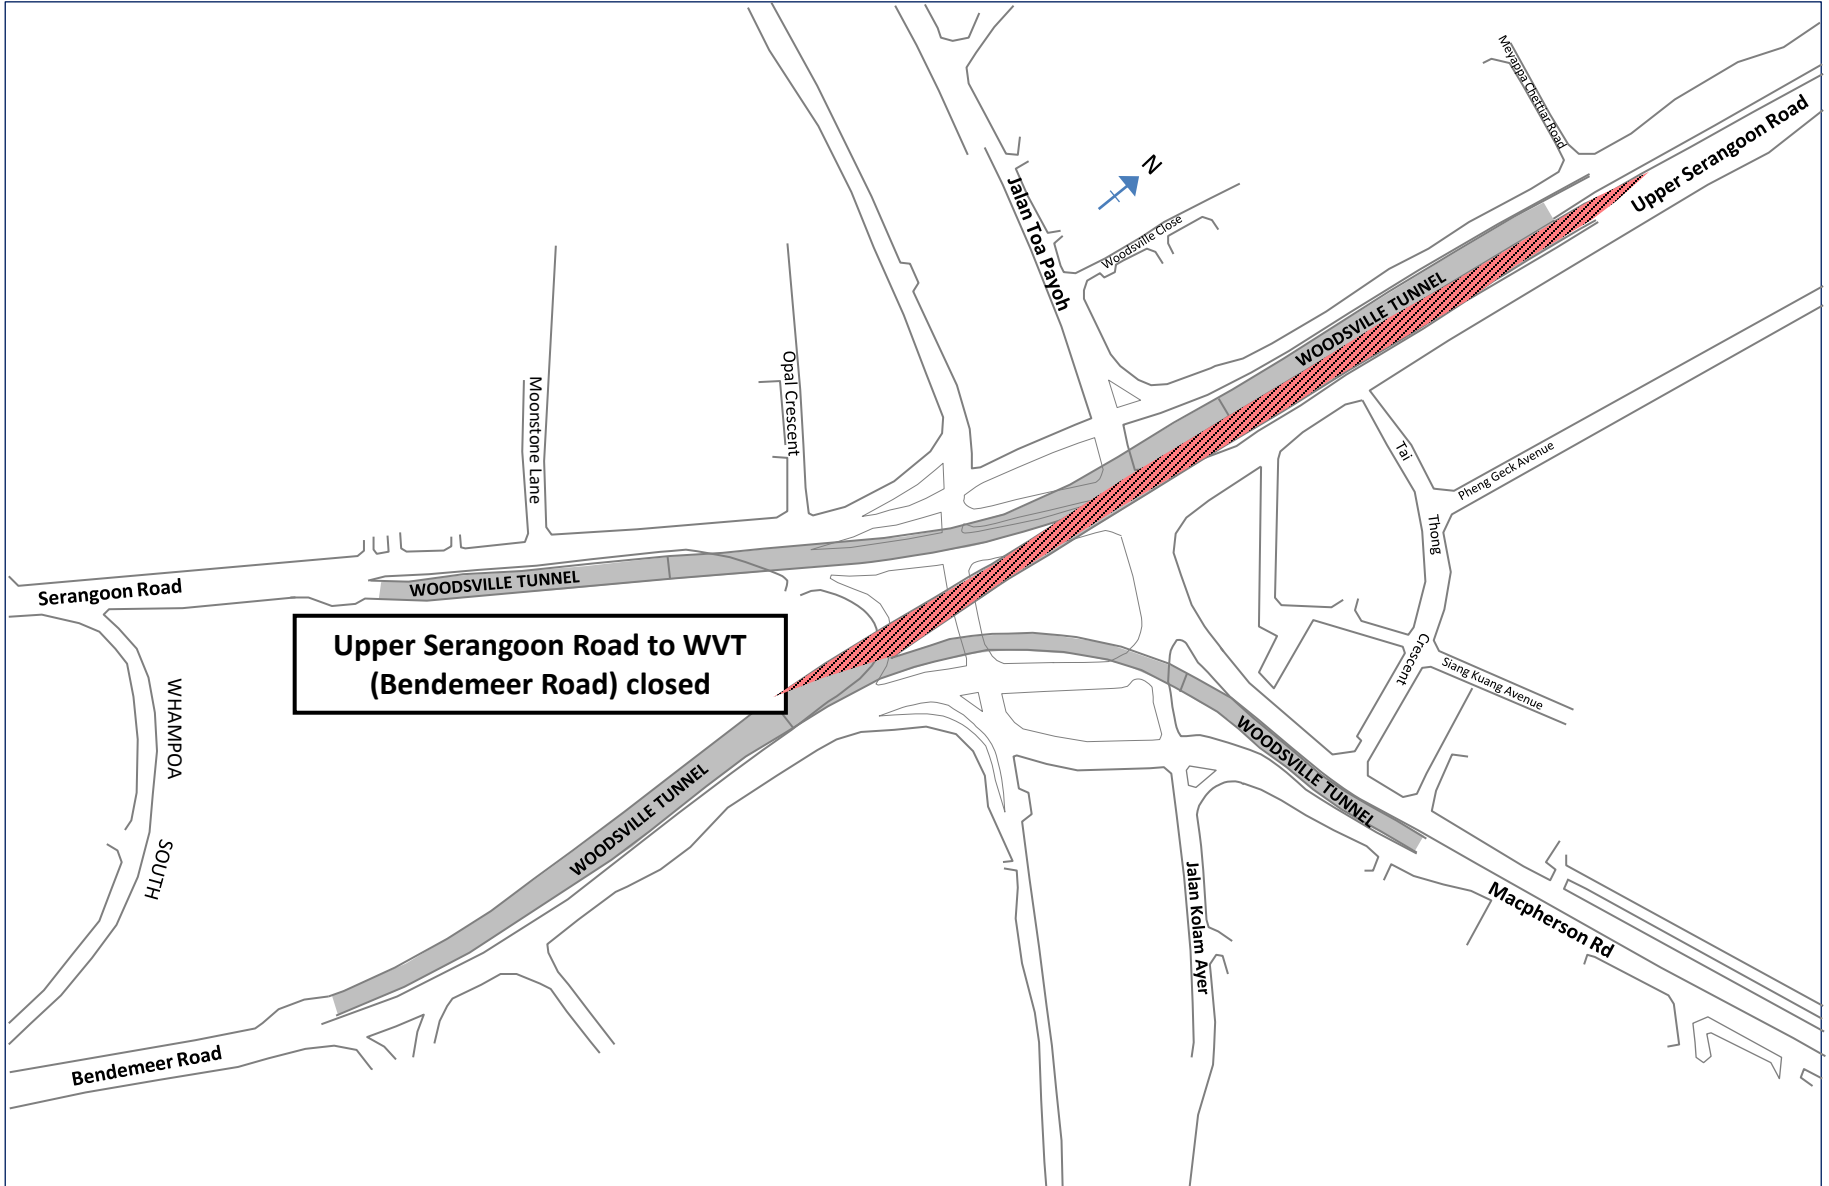 Meyappa Chettiar Road
Upper Serangoon Road
N
Jalan Toa Payoh
Woodsville Close
WOODSVILLE TUNNEL
Opal Crescent
Moonstone Lane
Tai
Thong
Crescent
Pheng Geck Avenue
Siang Kuang Avenue
WOODSVILLE TUNNEL
Serangoon Road
Upper Serangoon Road to WVT
(Bendemeer Road) closed
WHAMPOA
SOUTH
WOODSVILLE TUNNEL
WOODSVILLE TUNNEL
Jalan Kolam Ayer
Macpherson Rd
Bendemeer Road